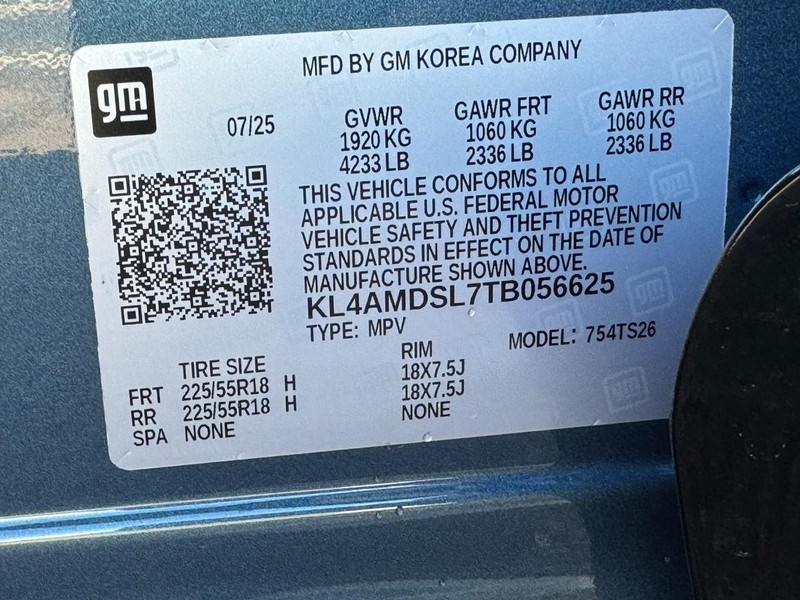 MFD BY GM KOREA COMPANY
gm
07/25
GVWR GAWR FRT GAWR RR
1920 KG 1060 KG 1060 KG
4233 LB 2336 LB 2336 LB
THIS VEHICLE CONFORMS TO ALL
APPLICABLE U.S. FEDERAL MOTOR
VEHICLE SAFETY AND THEFT PREVENTION
STANDARDS IN EFFECT ON THE DATE OF
MANUFACTURE SHOWN ABOVE.
KL4AMDSL7TB056625
TYPE: MPV MODEL: 754TS26
TIRE SIZE RIM
FRT 225/55R18 H 18X7.5J
RR 225/55R18 H 18X7.5J
SPA NONE NONE